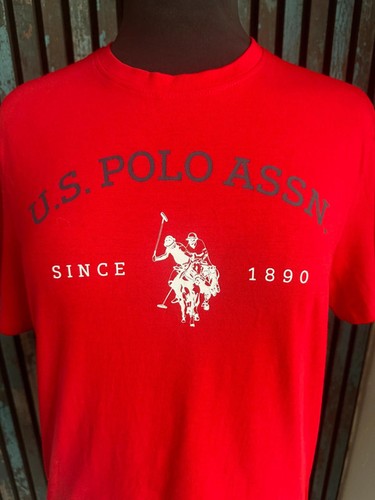 U.S. POLO ASSN.
SINCE 1890